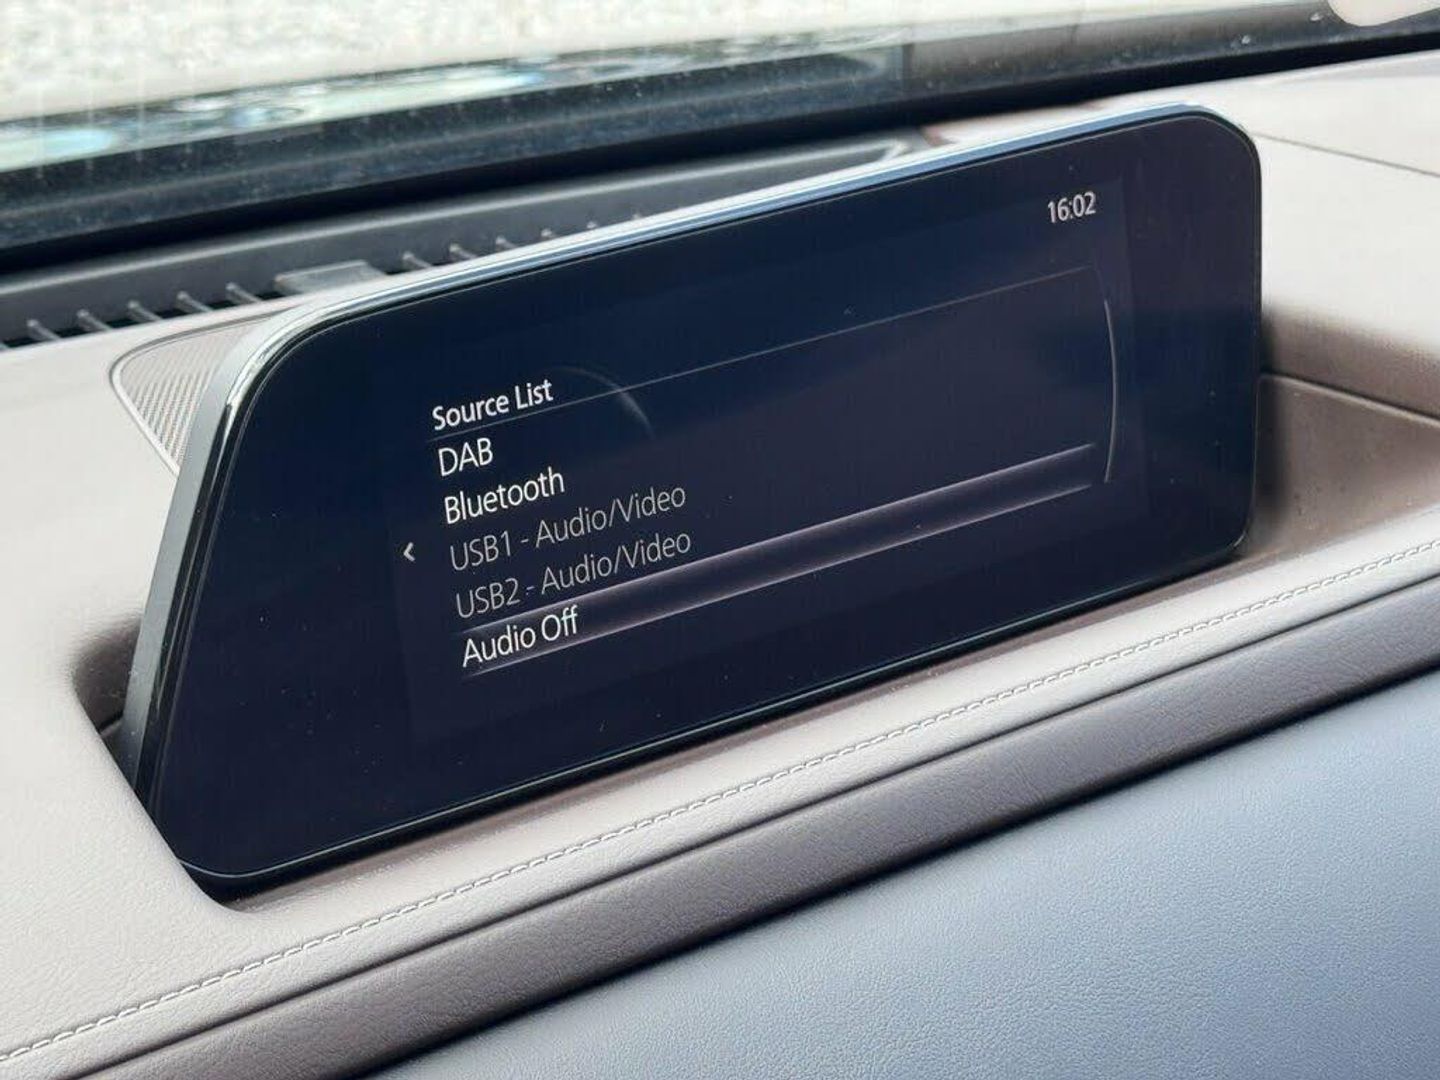 16:02
Source List
DAB
Bluetooth
USB1 - Audio/Video
USB2 - Audio/Video
Audio Off